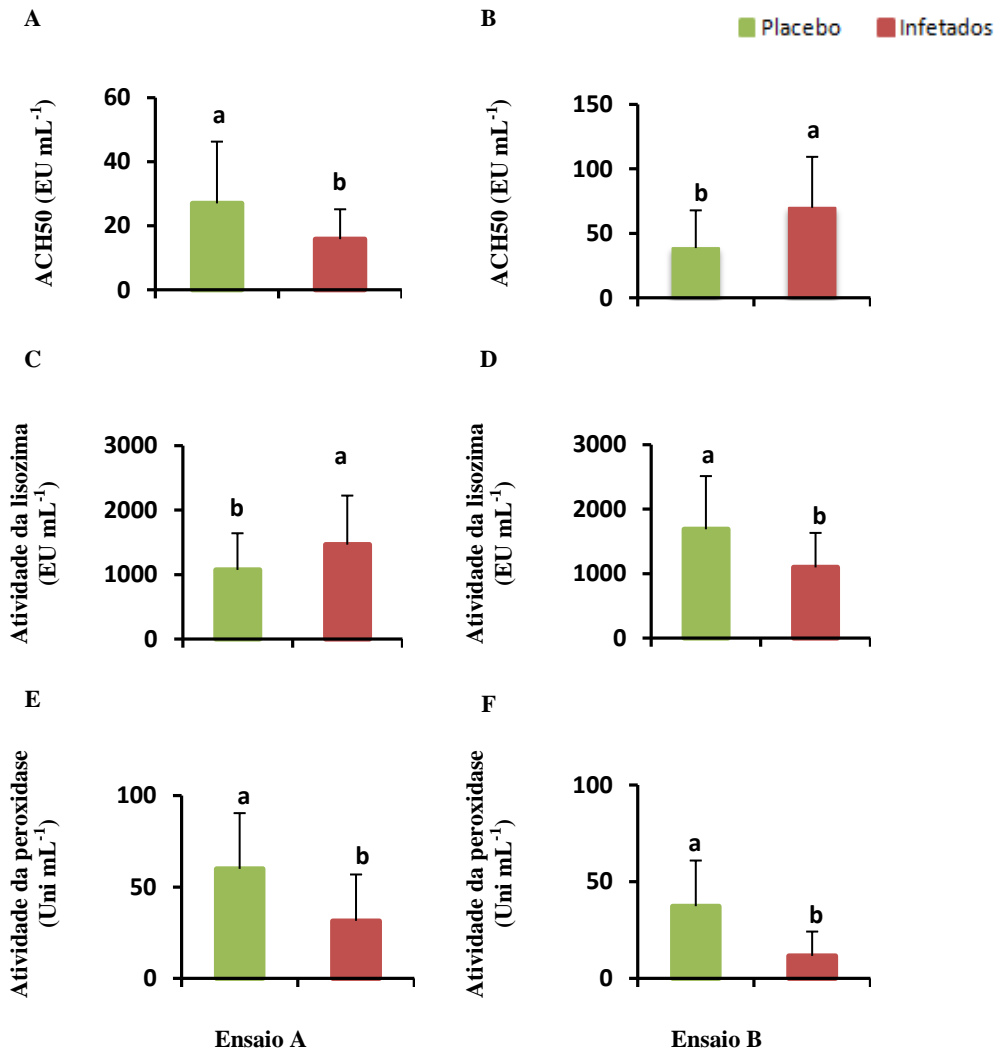 A
B
Placebo
Infetados
ACH50 (EU mL-1)
60
40
20
0
a
b
ACH50 (EU mL-1)
150
100
50
0
b
a
C
D
Atividade da lisozima
(EU mL-1)
3000
2000
1000
0
b
a
Atividade da lisozima
(EU mL-1)
3000
2000
1000
0
a
b
E
F
Atividade da peroxidase
(Uni mL-1)
100
50
0
a
b
Atividade da peroxidase
(Uni mL-1)
100
50
0
a
b
Ensaio A
Ensaio B